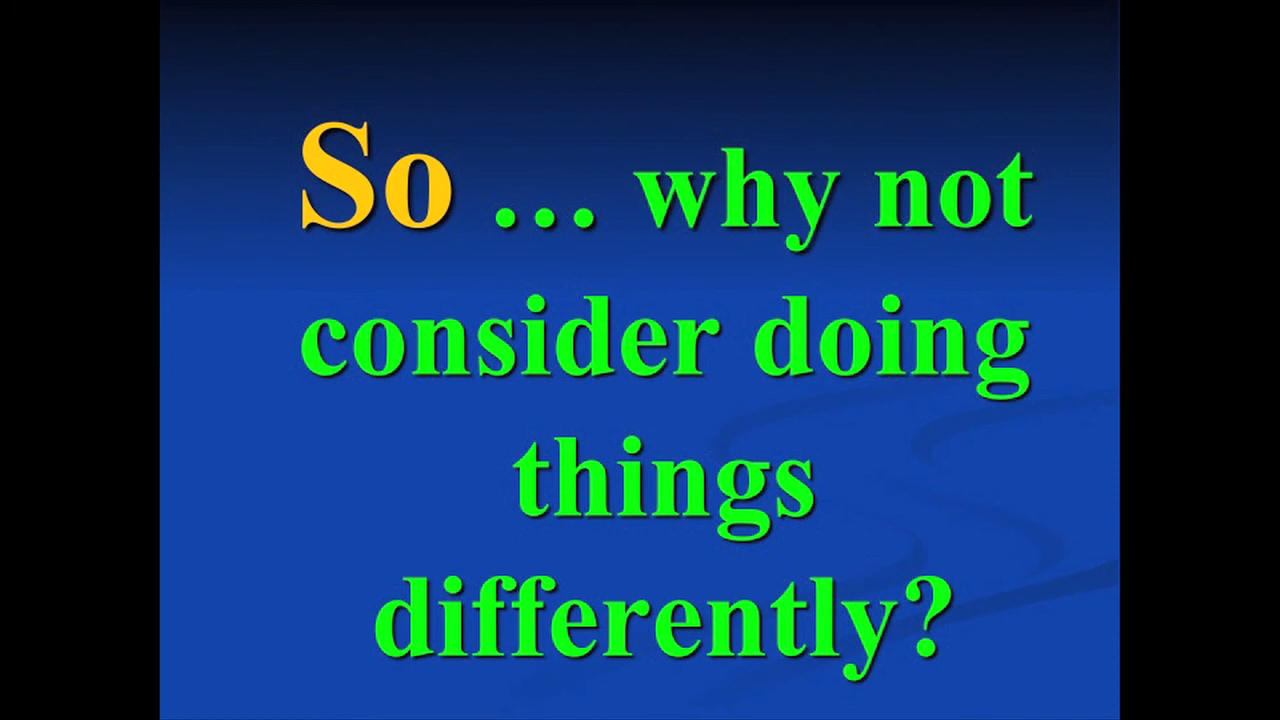 So … why not
consider doing
things
differently?